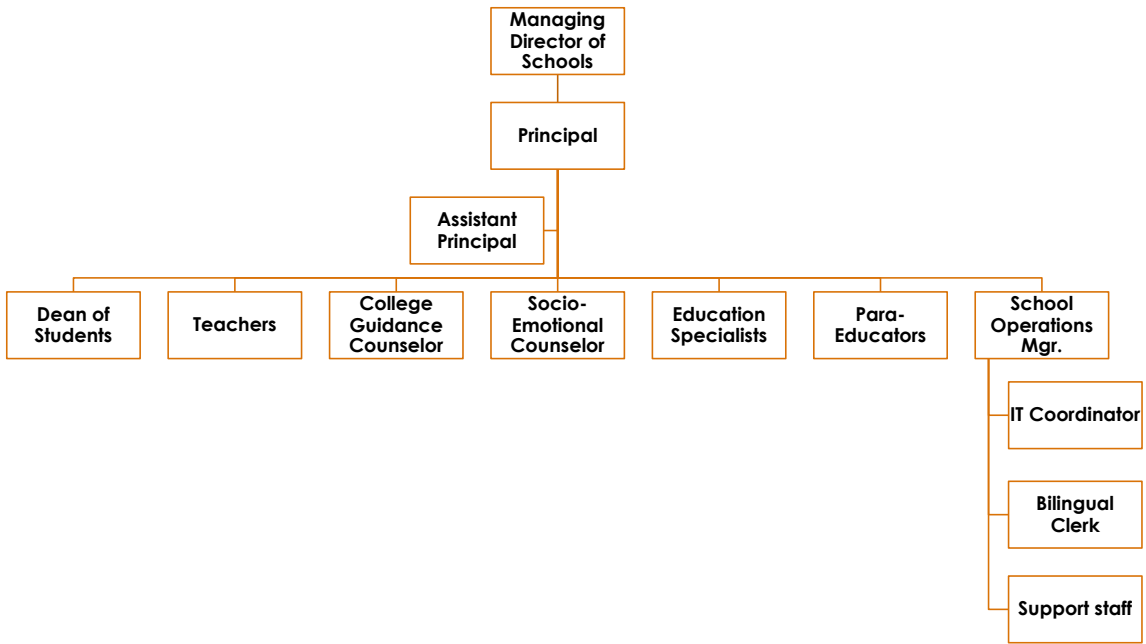 Managing
Director of
Schools
Principal
Assistant
Principal
Dean of
Students
Teachers
College
Guidance
Counselor
Socio-
Emotional
Counselor
Education
Specialists
Para-
Educators
School
Operations
Mgr.
IT Coordinator
Bilingual
Clerk
Support staff